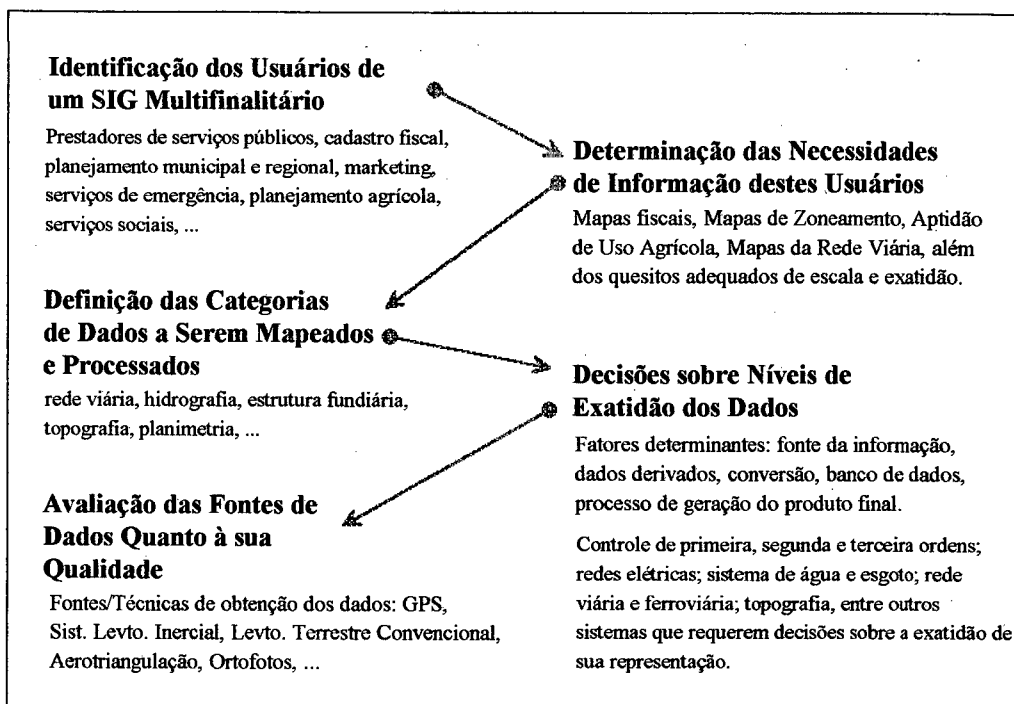 Identificação dos Usuários de
um SIG Multifinalitário
Prestadores de serviços públicos, cadastro fiscal,
planejamento municipal e regional, marketing,
serviços de emergência, planejamento agrícola,
serviços sociais, ...
Determinação das Necessidades
de Informação destes Usuários
Mapas fiscais, Mapas de Zoneamento, Aptidão
de Uso Agrícola, Mapas da Rede Viária, além
dos quesitos adequados de escala e exatidão.
Definição das Categorias
de Dados a Serem Mapeados
e Processados
rede viária, hidrografia, estrutura fundiária,
topografia, planimetria, ...
Decisões sobre Níveis de
Exatidão dos Dados
Fatores determinantes: fonte da informação,
dados derivados, conversão, banco de dados,
processo de geração do produto final.
Controle de primeira, segunda e terceira ordens;
redes elétricas; sistema de água e esgoto; rede
viária e ferroviária; topografia, entre outros
sistemas que requerem decisões sobre a exatidão de
sua representação.
Avaliação das Fontes de
Dados Quanto à sua
Qualidade
Fontes/Técnicas de obtenção dos dados: GPS,
Sist. Levto. Inercial, Levto. Terrestre Convencional,
Aerotriangulação, Ortofotos, ...